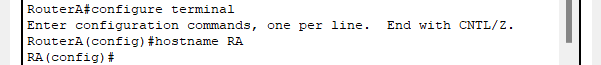 RouterA#configure terminal
Enter configuration commands, one per line.  End with CNTL/Z.
RouterA(config)#hostname RA
RA(config)#